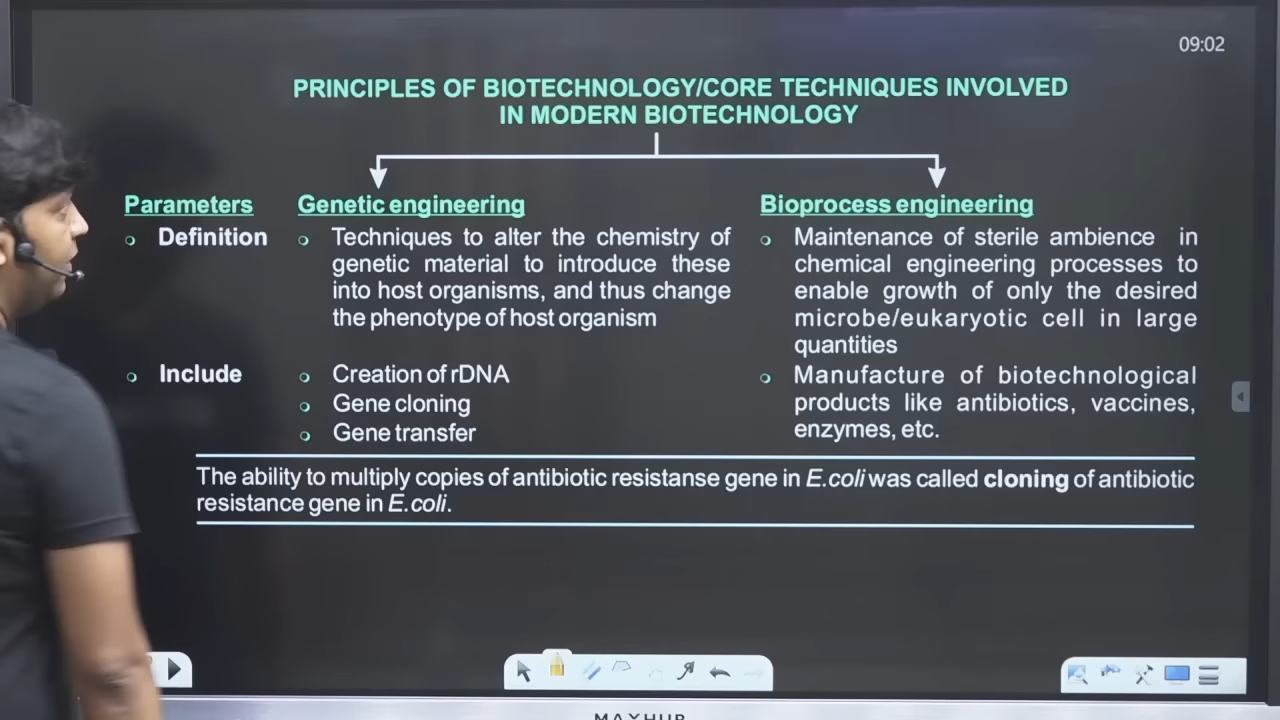 09:02
PRINCIPLES OF BIOTECHNOLOGY/CORE TECHNIQUES INVOLVED
IN MODERN BIOTECHNOLOGY
Parameters
Genetic engineering
Bioprocess engineering
Definition
Techniques to alter the chemistry of
genetic material to introduce these
into host organisms, and thus change
the phenotype of host organism
Maintenance of sterile ambience in
chemical engineering processes to
enable growth of only the desired
microbe/eukaryotic cell in large
quantities
Include
Creation of rDNA
Gene cloning
Gene transfer
Manufacture of biotechnological
products like antibiotics, vaccines,
enzymes, etc.
The ability to multiply copies of antibiotic resistanse gene in E.coli was called cloning of antibiotic
resistance gene in E.coli.
MAXHUB